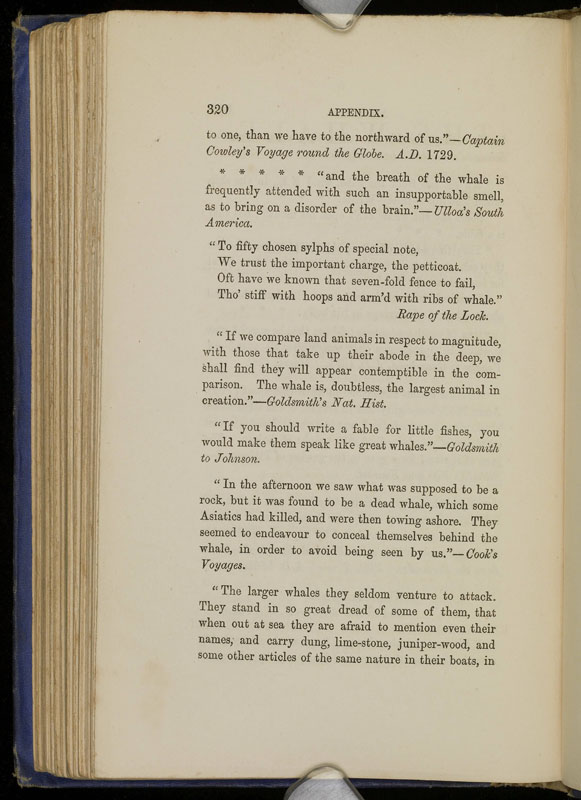 320 APPENDIX.
to one, than we have to the northward of us."—Captain
Cowley's Voyage round the Globe. A.D. 1729.
* * * * * "and the breath of the whale is
frequently attended with such an insupportable smell,
as to bring on a disorder of the brain."—Ulloa's South
America.
"To fifty chosen sylphs of special note,
We trust the important charge, the petticoat.
Oft have we known that seven-fold fence to fail,
Tho' stiff with hoops and arm'd with ribs of whale."
Rape of the Lock.
"If we compare land animals in respect to magnitude,
with those that take up their abode in the deep, we
shall find they will appear contemptible in the com-
parison. The whale is, doubtless, the largest animal in
creation."—Goldsmith's Nat. Hist.
"If you should write a fable for little fishes, you
would make them speak like great whales."—Goldsmith
to Johnson.
"In the afternoon we saw what was supposed to be a
rock, but it was found to be a dead whale, which some
Asiatics had killed, and were then towing ashore. They
seemed to endeavour to conceal themselves behind the
whale, in order to avoid being seen by us."—Cook's
Voyages.
"The larger whales they seldom venture to attack.
They stand in so great dread of some of them, that
when out at sea they are afraid to mention even their
names, and carry dung, lime-stone, juniper-wood, and
some other articles of the same nature in their boats, in